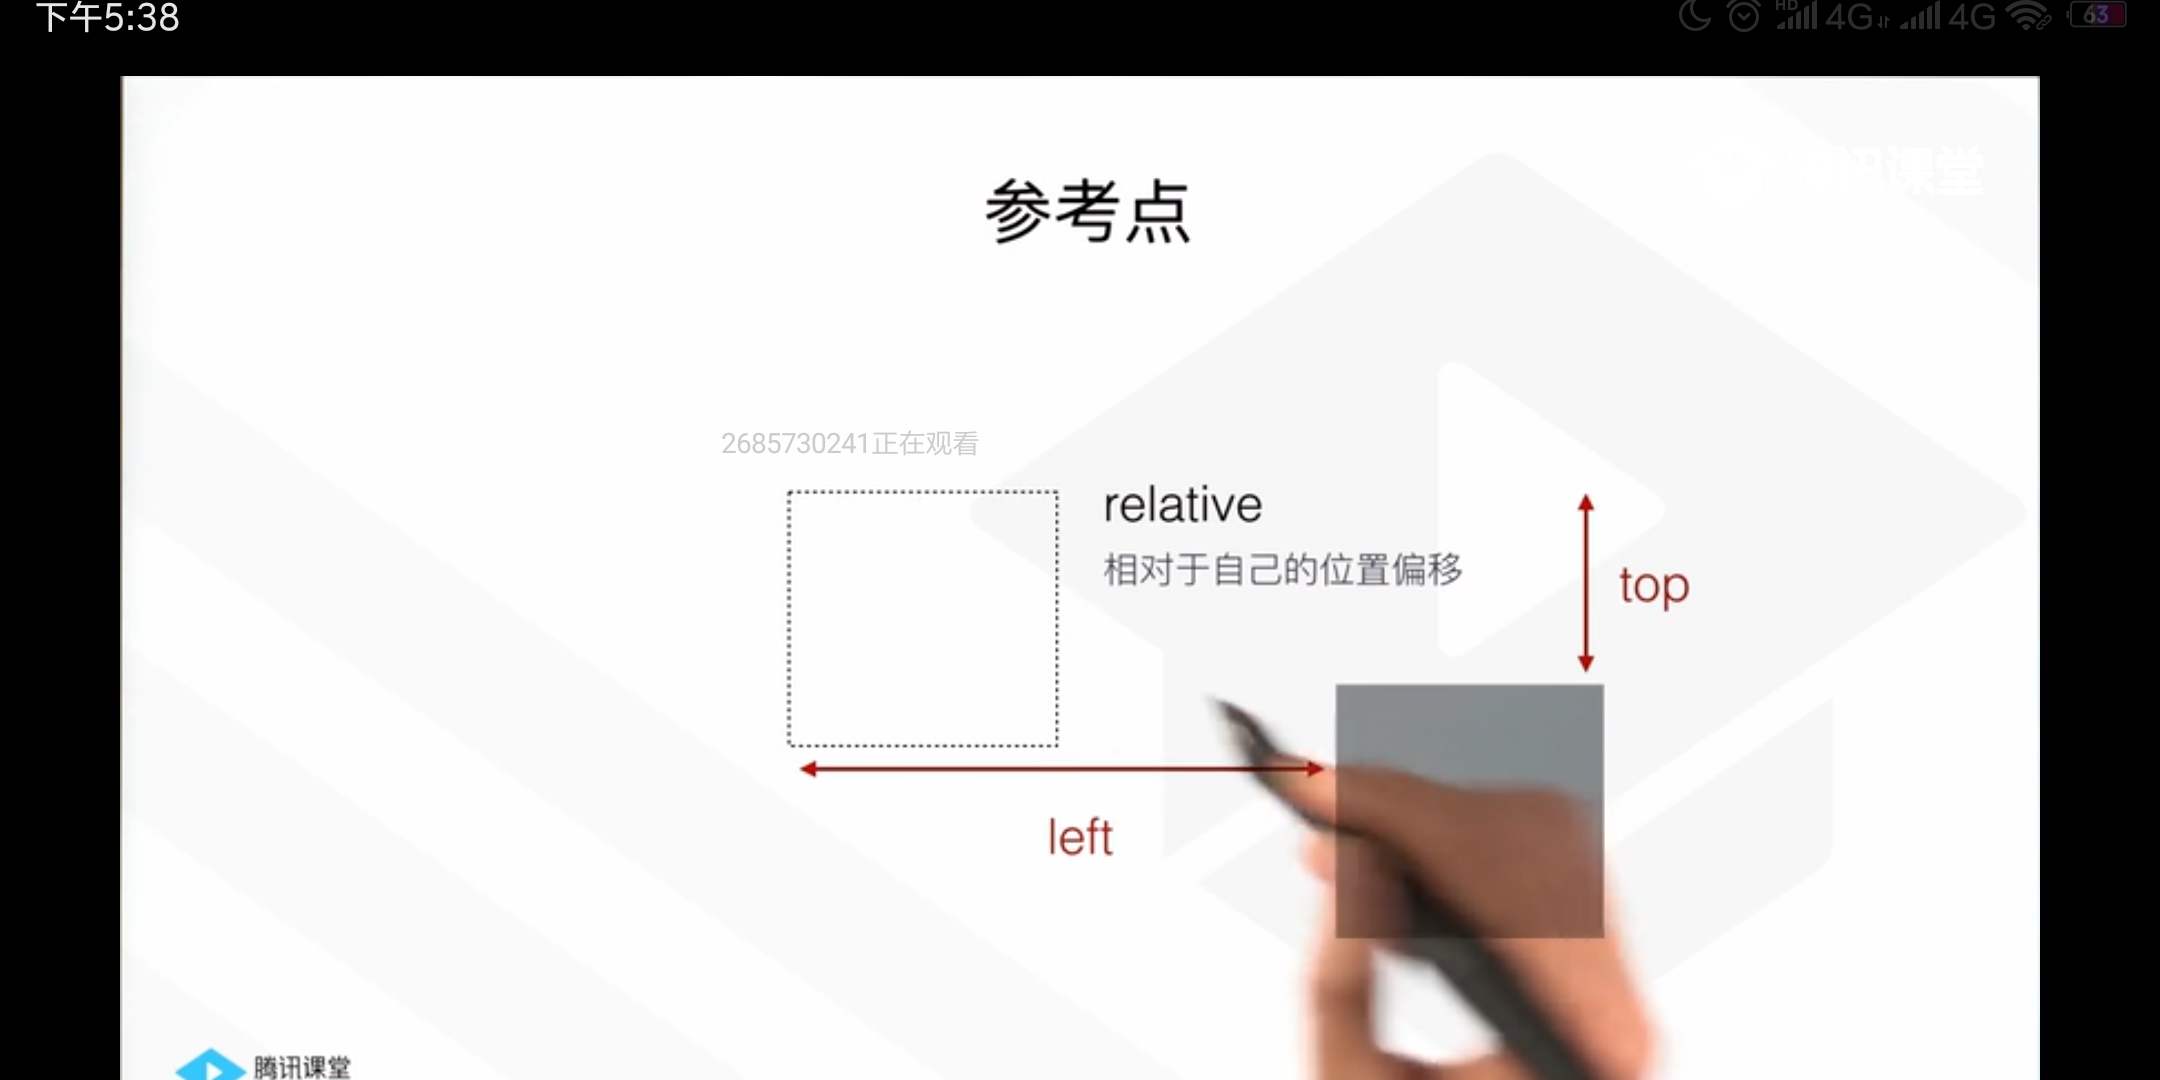 下午5:38
HD 4G 4G 63
参考点
讯课堂
2685730241正在观看
relative
相对于自己的位置偏移
top
left
腾讯课堂